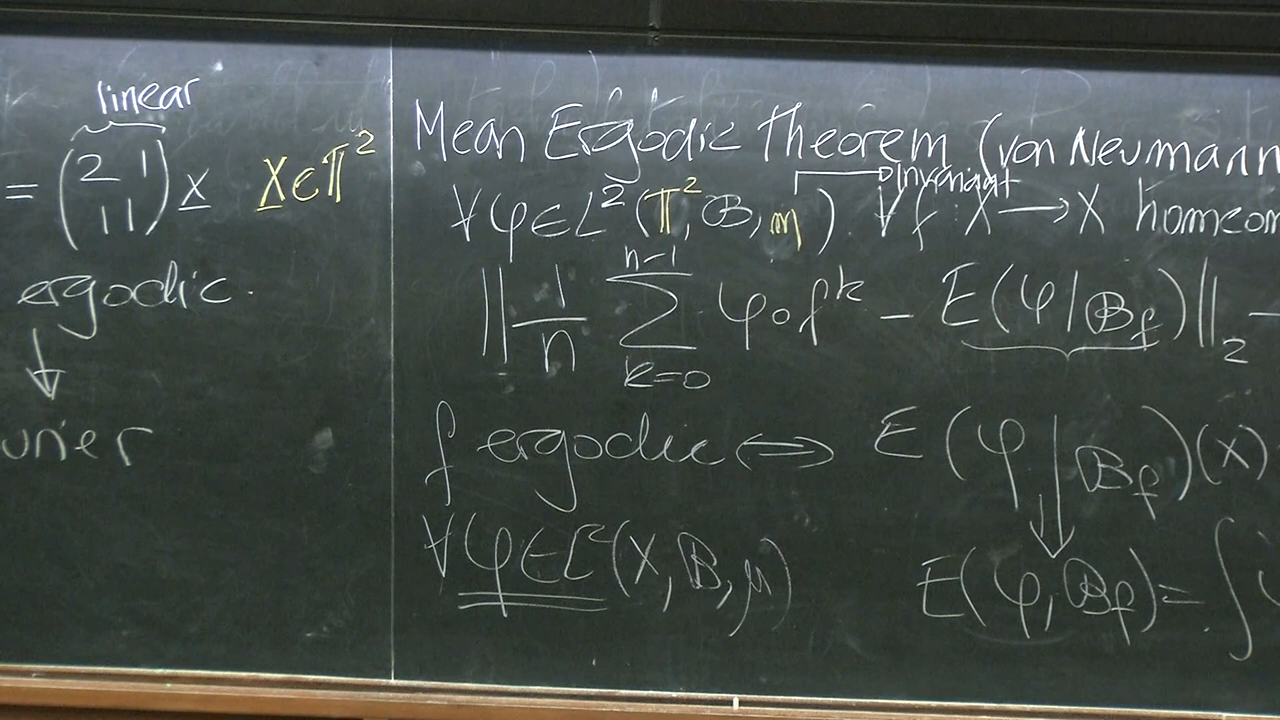 linear
= (2 1
1 1) x x ∈ 𝕋²
ergodic.
↓
urier
Mean Ergodic Theorem (von Neumann
invariant
∀φ∈L²(𝕋²,ℬ,m) ∀f X→X homeom
‖ 1/n ∑_{k=0}^{n-1} φ∘f^k − E(φ|ℬ_f)‖₂ −
f ergodic ↔ E(φ|ℬ_f)(x)
∀φ∈L²(X,ℬ,μ) E(φ,ℬ_f)= ∫φ